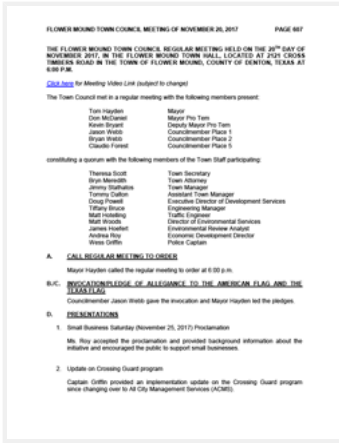 FLOWER MOUND TOWN COUNCIL MEETING OF NOVEMBER 20, 2017 PAGE 607
THE FLOWER MOUND TOWN COUNCIL REGULAR MEETING HELD ON THE 20TH DAY OF
NOVEMBER 2017, IN THE FLOWER MOUND TOWN HALL, LOCATED AT 2121 CROSS
TIMBERS ROAD IN THE TOWN OF FLOWER MOUND, COUNTY OF DENTON, TEXAS AT
6:00 P.M.
Click here for Meeting Video Link (subject to change)
The Town Council met in a regular meeting with the following members present:
Tom Hayden Mayor
Don McDaniel Mayor Pro Tem
Kevin Bryant Deputy Mayor Pro Tem
Jason Webb Councilmember Place 1
Bryan Webb Councilmember Place 2
Claudio Forest Councilmember Place 5
constituting a quorum with the following members of the Town Staff participating:
Theresa Scott Town Secretary
Bryn Meredith Town Attorney
Jimmy Stathatos Town Manager
Tommy Dalton Assistant Town Manager
Doug Powell Executive Director of Development Services
Tiffany Bruce Engineering Manager
Matt Hotelling Traffic Engineer
Matt Woods Director of Environmental Services
James Hoefert Environmental Review Analyst
Andrea Roy Economic Development Director
Wess Griffin Police Captain
A. CALL REGULAR MEETING TO ORDER
Mayor Hayden called the regular meeting to order at 6:00 p.m.
B./C. INVOCATION/PLEDGE OF ALLEGIANCE TO THE AMERICAN FLAG AND THE
TEXAS FLAG
Councilmember Jason Webb gave the invocation and Mayor Hayden led the pledges.
D. PRESENTATIONS
1. Small Business Saturday (November 25, 2017) Proclamation
Ms. Roy accepted the proclamation and provided background information about the
initiative and encouraged the public to support small businesses.
2. Update on Crossing Guard program
Captain Griffin provided an implementation update on the Crossing Guard program
since changing over to All City Management Services (ACMS).